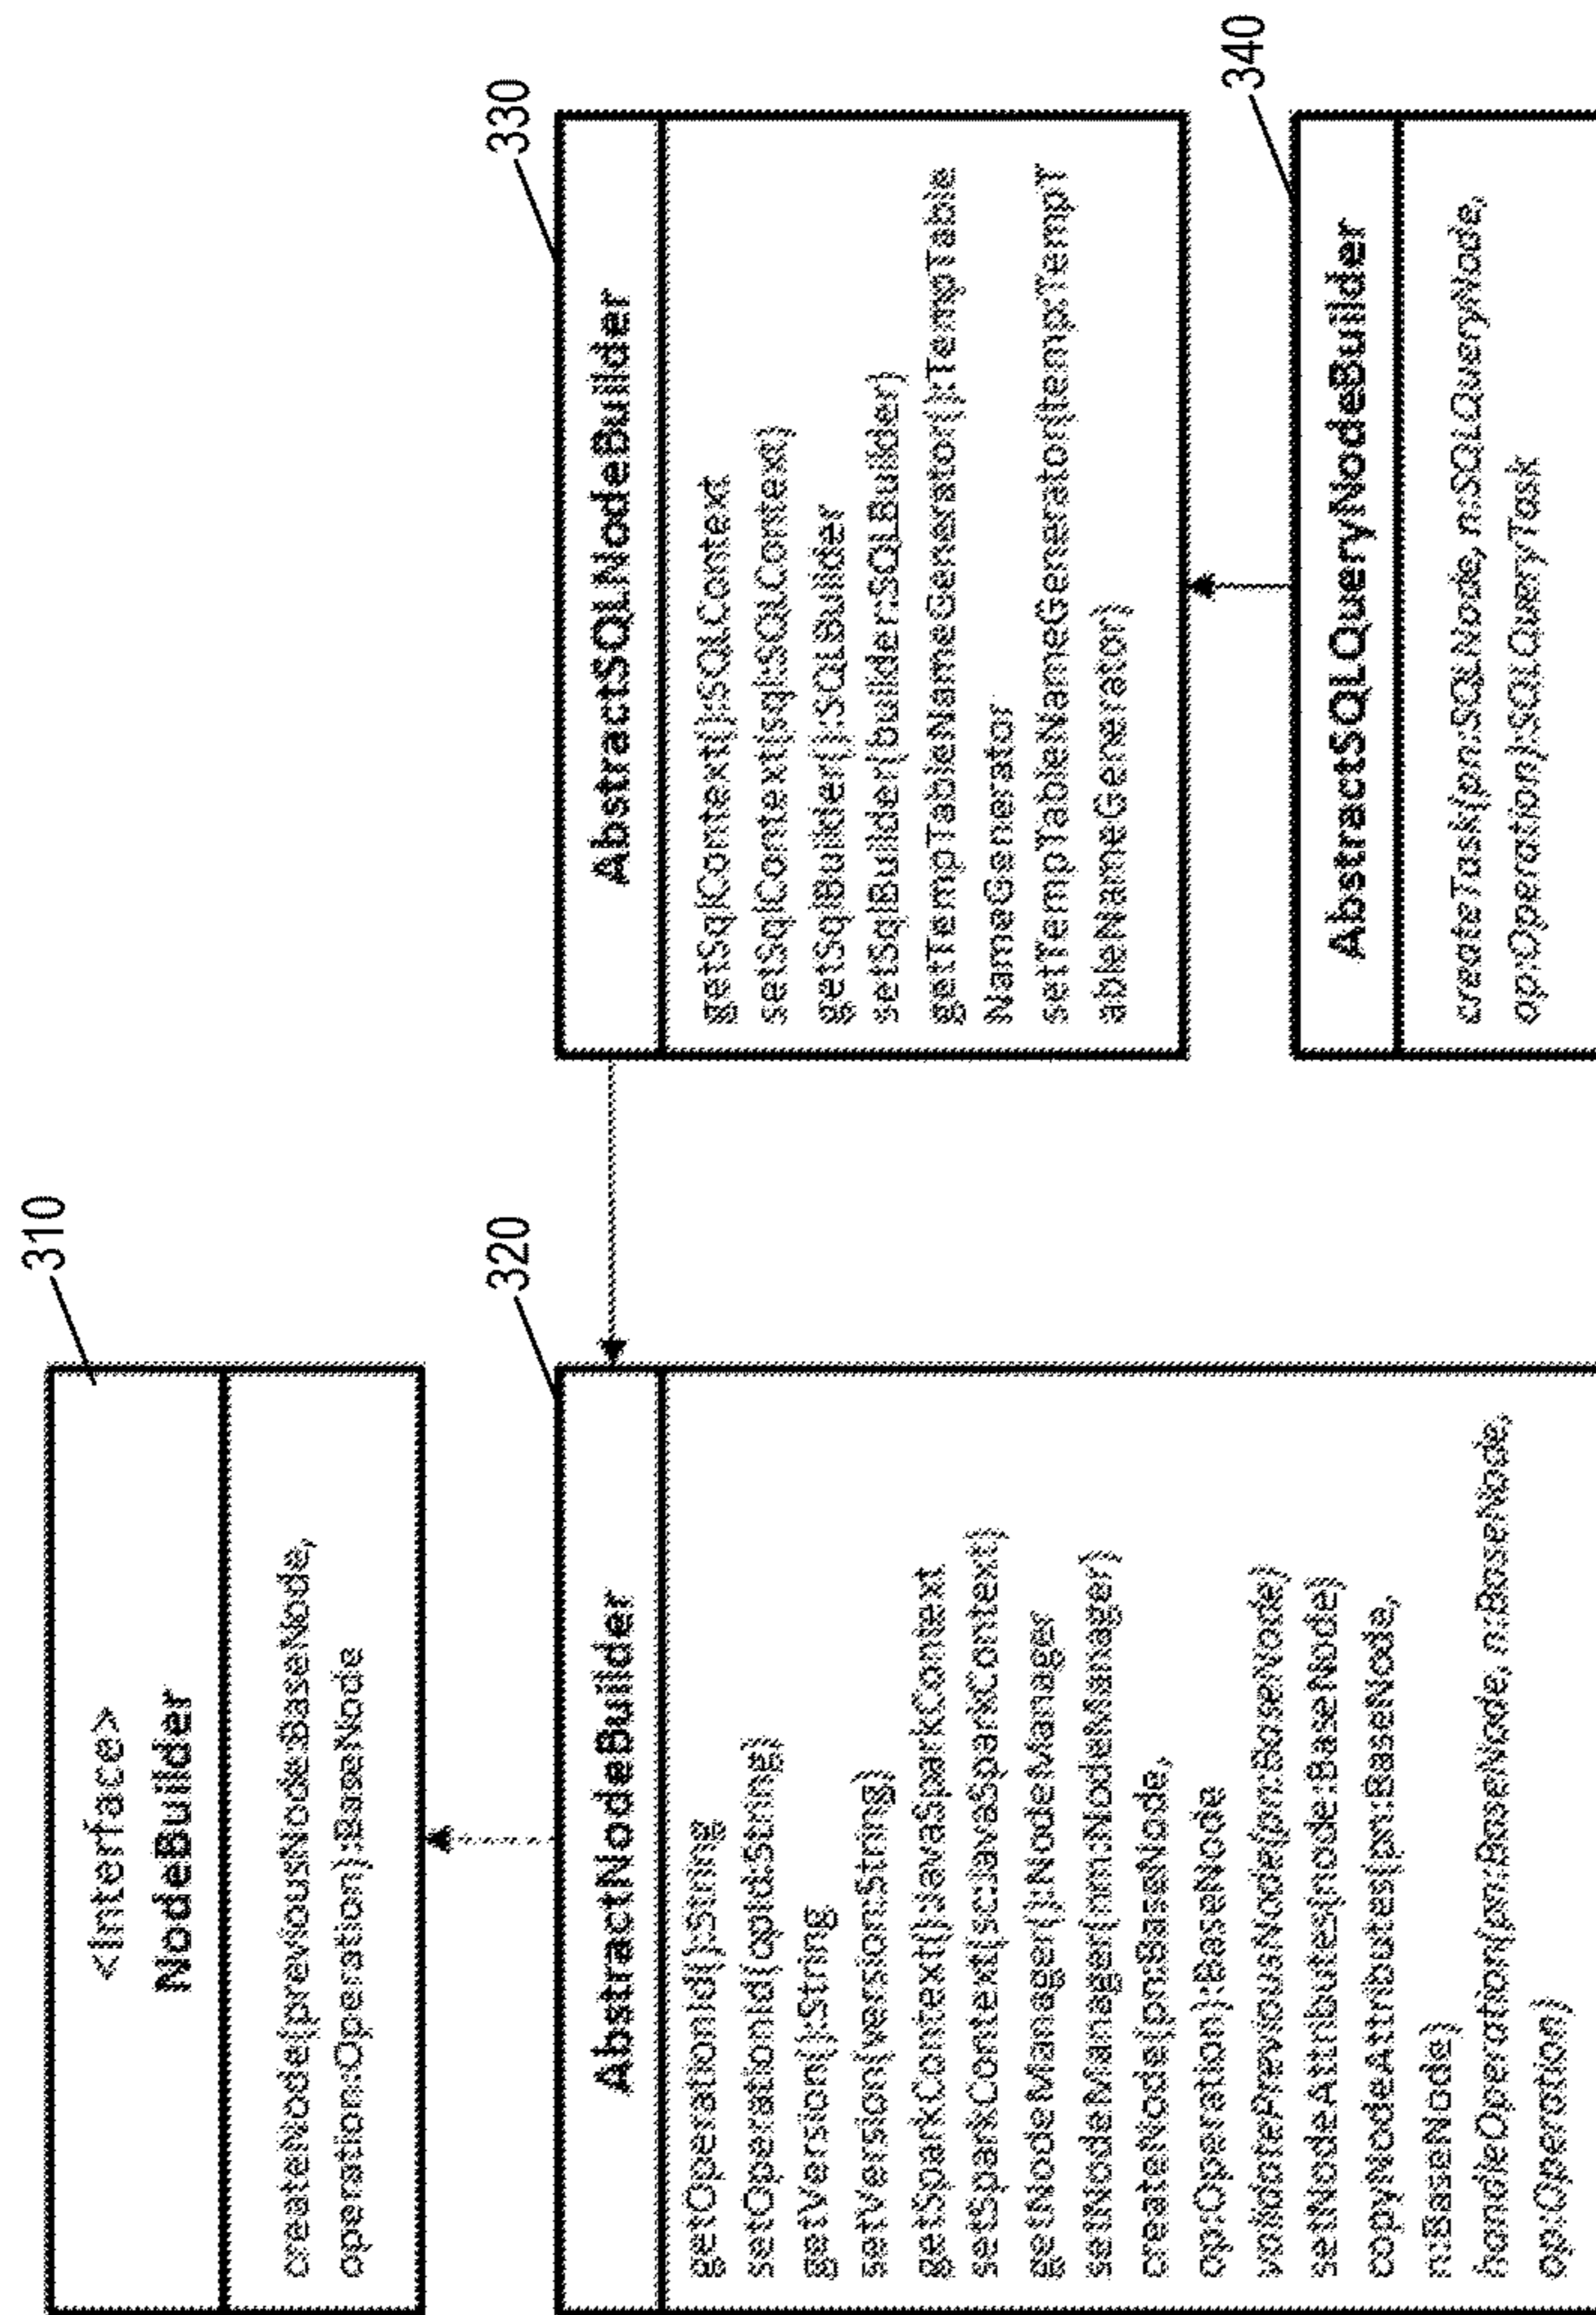 310
<Interface>
NodeBuilder
createNode(previousNode:BaseNode,
operation:Operation):BaseNode
320
AbstractNodeBuilder
getOperationId():String
setOperationId(opId:String)
getVersion():String
setVersion(version:String)
getSparkContext():JavaSparkContext
setSparkContext(sc:JavaSparkContext)
getNodeManager():NodeManager
setNodeManager(nm:NodeManager)
createNode(pn:BaseNode,
op:Operation):BaseNode
validatePreviousNode(pn:BaseNode)
setNodeAttributes(node:BaseNode)
copyNodeAttributes(pn:BaseNode,
n:BaseNode)
handleOperation(pn:BaseNode, n:BaseNode,
op:Operation)
330
AbstractSQLNodeBuilder
getSqlContext():SQLContext
setSqlContext(sql:SQLContext)
getSqlBuilder():SQLBuilder
setSqlBuilder(builder:SQLBuilder)
getTempTableNameGenerator():TempTable
NameGenerator
setTempTableNameGenerator(temp:TempT
ableNameGenerator)
340
AbstractSQLQueryNodeBuilder
createTask(pn:SQLNode, n:SQLQueryNode,
op:Operation):SQLQueryTask